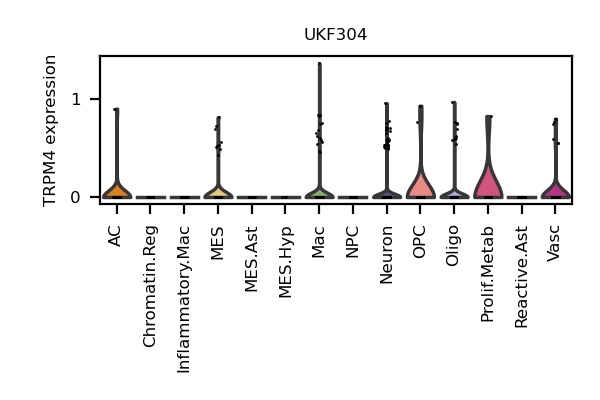 UKF304
TRPM4 expression
1
0
AC
Chromatin.Reg
Inflammatory.Mac
MES
MES.Ast
MES.Hyp
Mac
NPC
Neuron
OPC
Oligo
Prolif.Metab
Reactive.Ast
Vasc